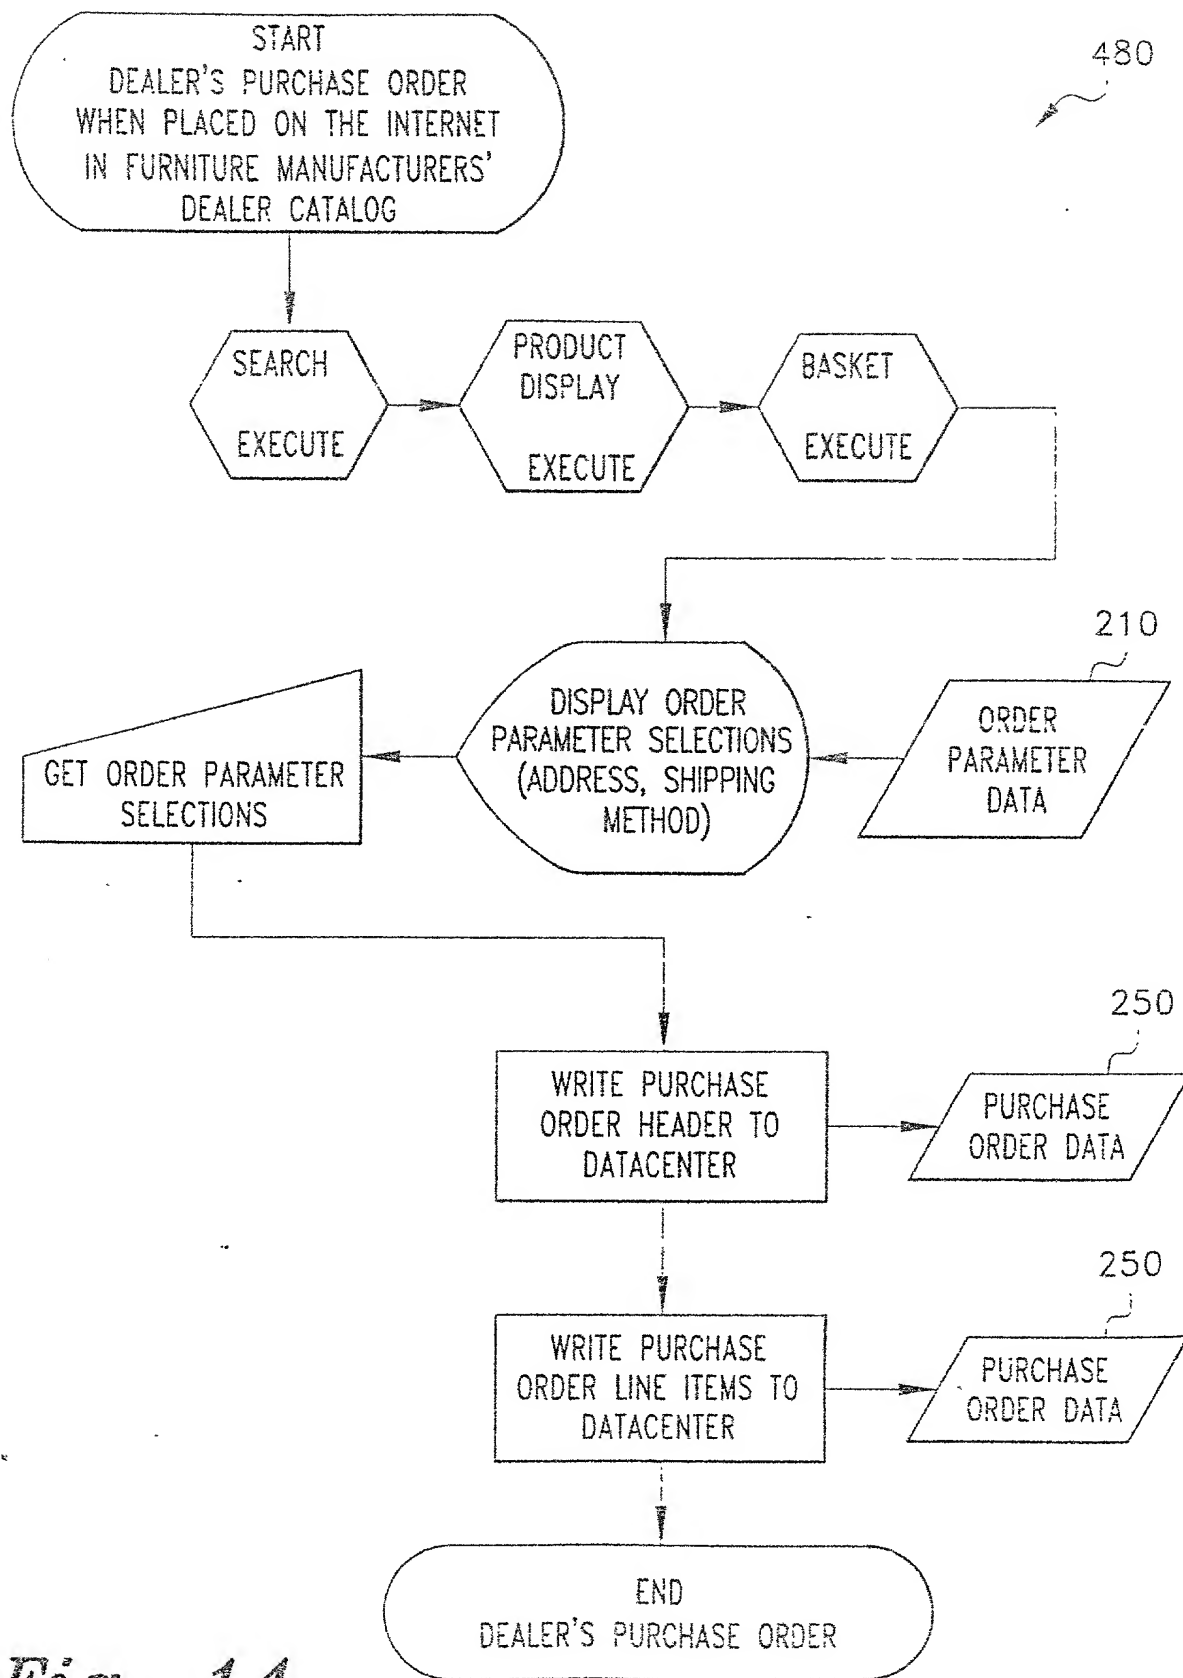 START
DEALER'S PURCHASE ORDER
WHEN PLACED ON THE INTERNET
IN FURNITURE MANUFACTURERS'
DEALER CATALOG
480
SEARCH
EXECUTE
PRODUCT
DISPLAY
EXECUTE
BASKET
EXECUTE
210
ORDER
PARAMETER
DATA
DISPLAY ORDER
PARAMETER SELECTIONS
(ADDRESS, SHIPPING
METHOD)
GET ORDER PARAMETER
SELECTIONS
250
WRITE PURCHASE
ORDER HEADER TO
DATACENTER
PURCHASE
ORDER DATA
250
WRITE PURCHASE
ORDER LINE ITEMS TO
DATACENTER
PURCHASE
ORDER DATA
END
DEALER'S PURCHASE ORDER
Fig. 14